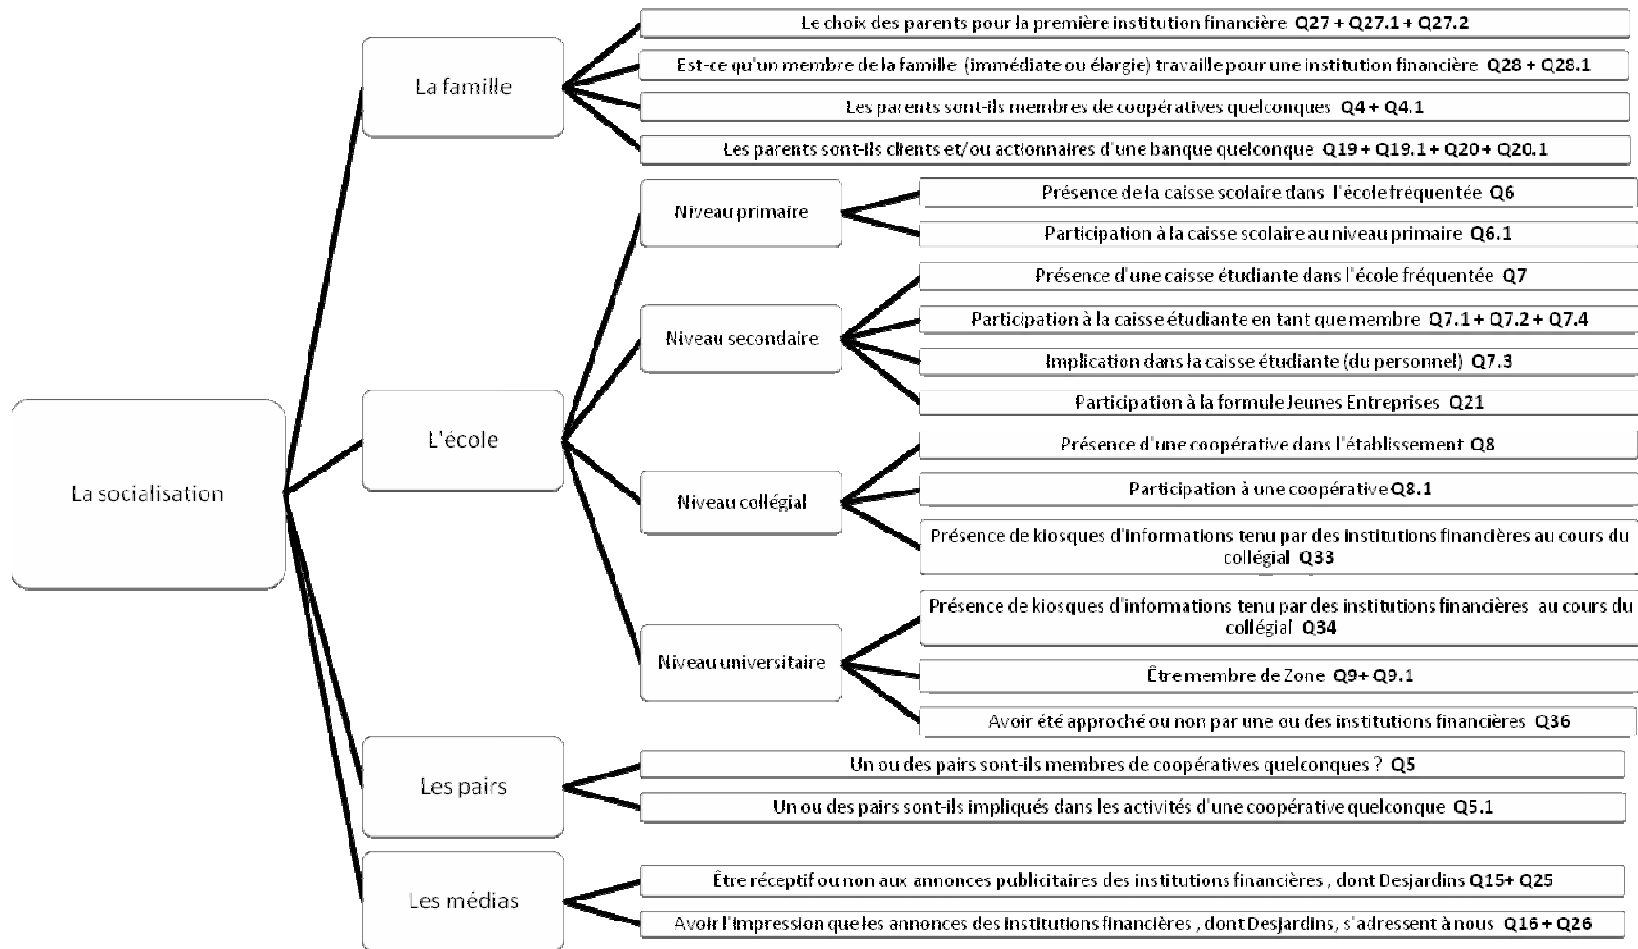 La socialisation
La famille
Le choix des parents pour la première institution financière Q27 + Q27.1 + Q27.2
Est-ce qu'un membre de la famille (immédiate ou élargie) travaille pour une institution financière Q28 + Q28.1
Les parents sont-ils membres de coopératives quelconques Q4 + Q4.1
Les parents sont-ils clients et/ou actionnaires d'une banque quelconque Q19 + Q19.1 + Q20 + Q20.1
L'école
Niveau primaire
Présence de la caisse scolaire dans l'école fréquentée Q6
Participation à la caisse scolaire au niveau primaire Q6.1
Niveau secondaire
Présence d'une caisse étudiante dans l'école fréquentée Q7
Participation à la caisse étudiante en tant que membre Q7.1 + Q7.2 + Q7.4
Implication dans la caisse étudiante (du personnel) Q7.3
Participation à la formule Jeunes Entreprises Q21
Niveau collégial
Présence d'une coopérative dans l'établissement Q8
Participation à une coopérative Q8.1
Présence de kiosques d'informations tenu par des institutions financières au cours du
collégial Q33
Niveau universitaire
Présence de kiosques d'informations tenu par des institutions financières au cours du
collégial Q34
Être membre de Zone Q9+ Q9.1
Avoir été approché ou non par une ou des institutions financières Q36
Les pairs
Un ou des pairs sont-ils membres de coopératives quelconques ? Q5
Un ou des pairs sont-ils impliqués dans les activités d'une coopérative quelconque Q5.1
Les médias
Être réceptif ou non aux annonces publicitaires des institutions financières , dont Desjardins Q15+ Q25
Avoir l'impression que les annonces des institutions financières , dont Desjardins, s'adressent à nous Q16 + Q26